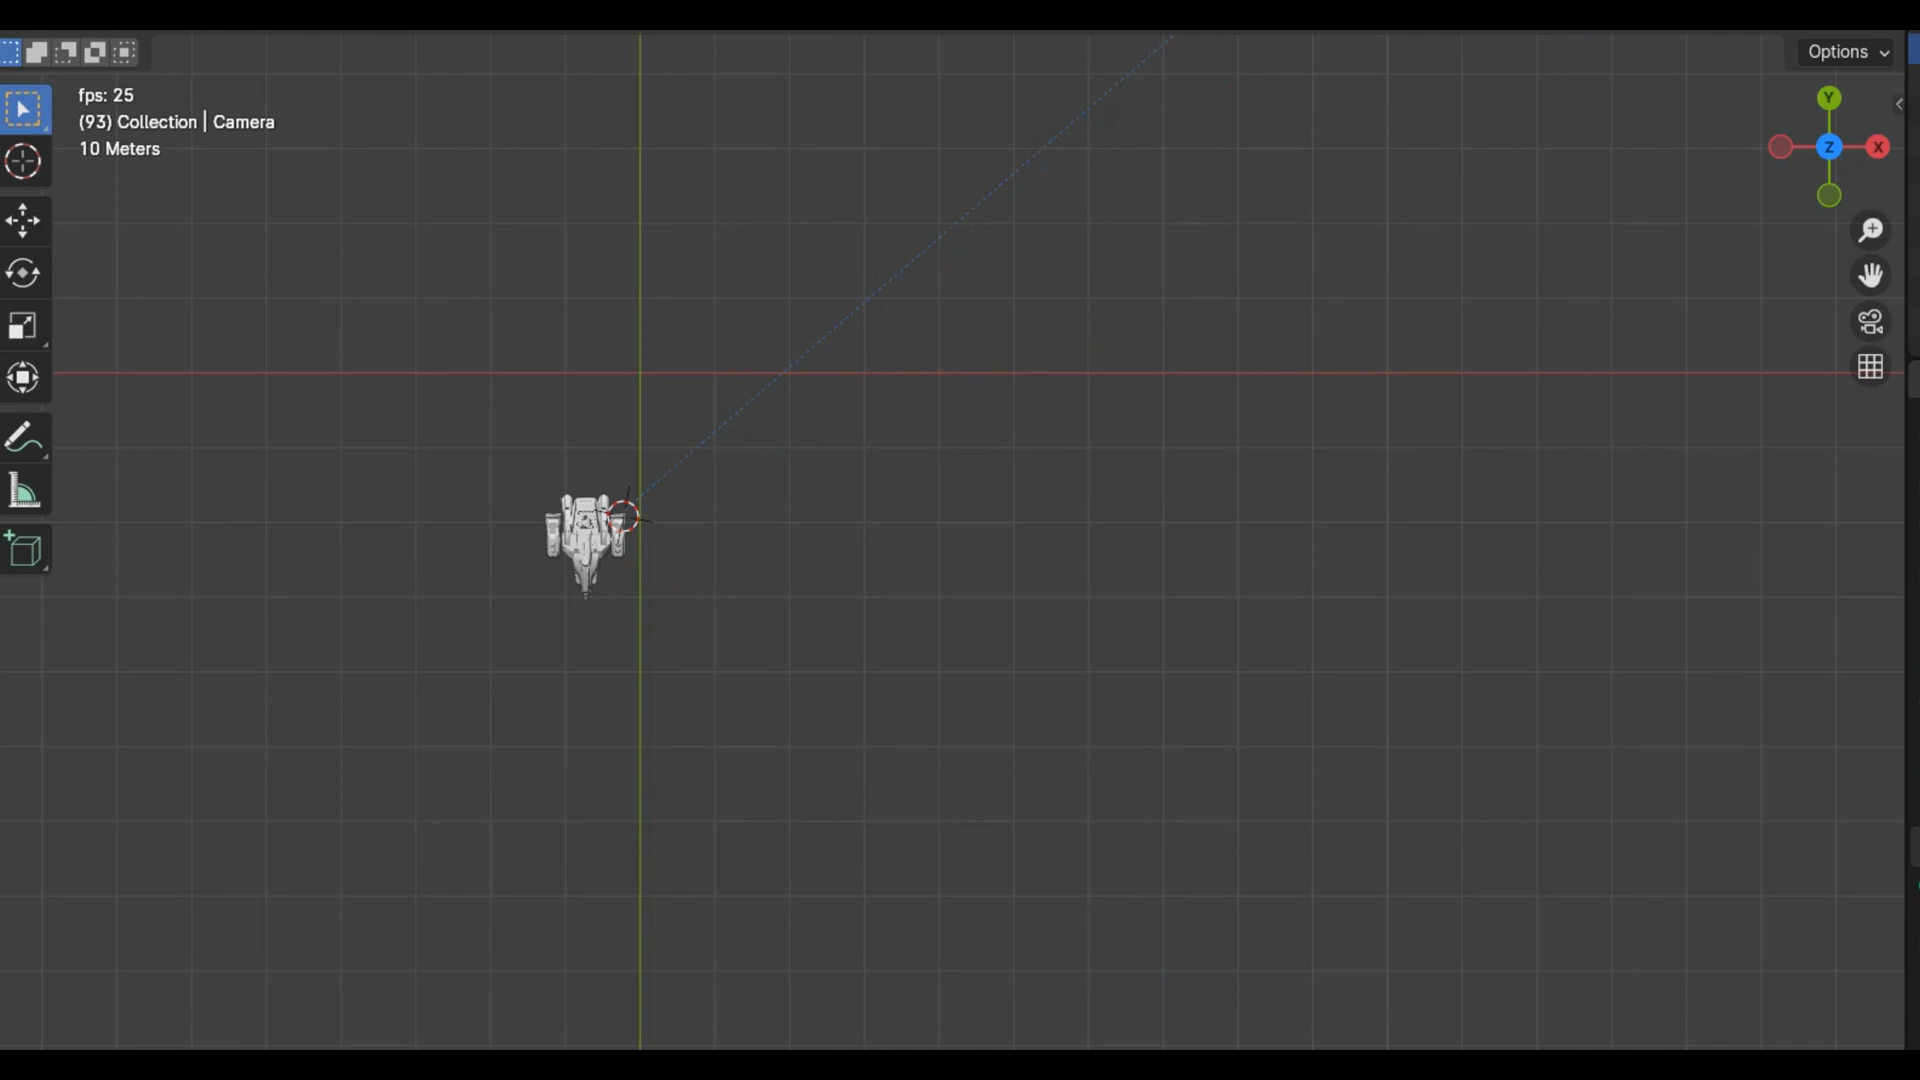 Options
fps: 25
(93) Collection | Camera
10 Meters
Y
Z
X